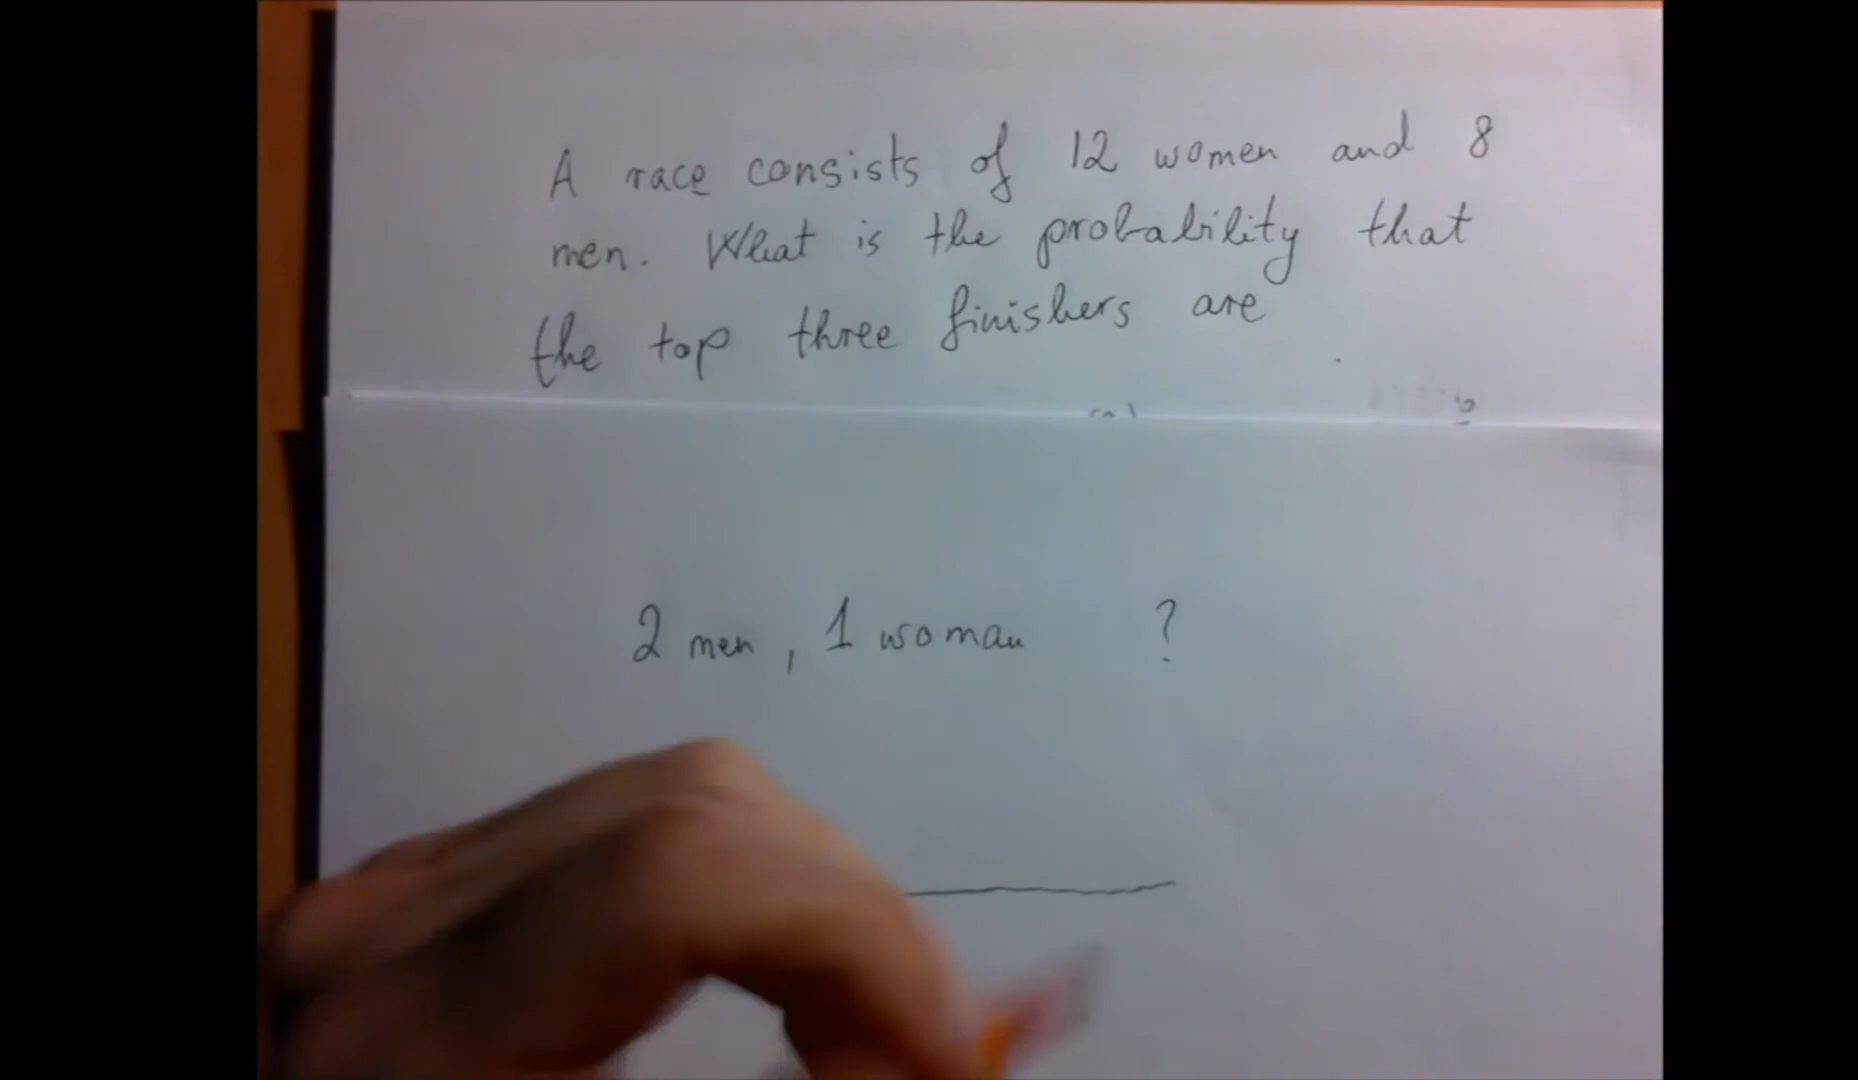 A race consists of 12 women and 8
men. What is the probability that
the top three finishers are
2 men, 1 woman ?